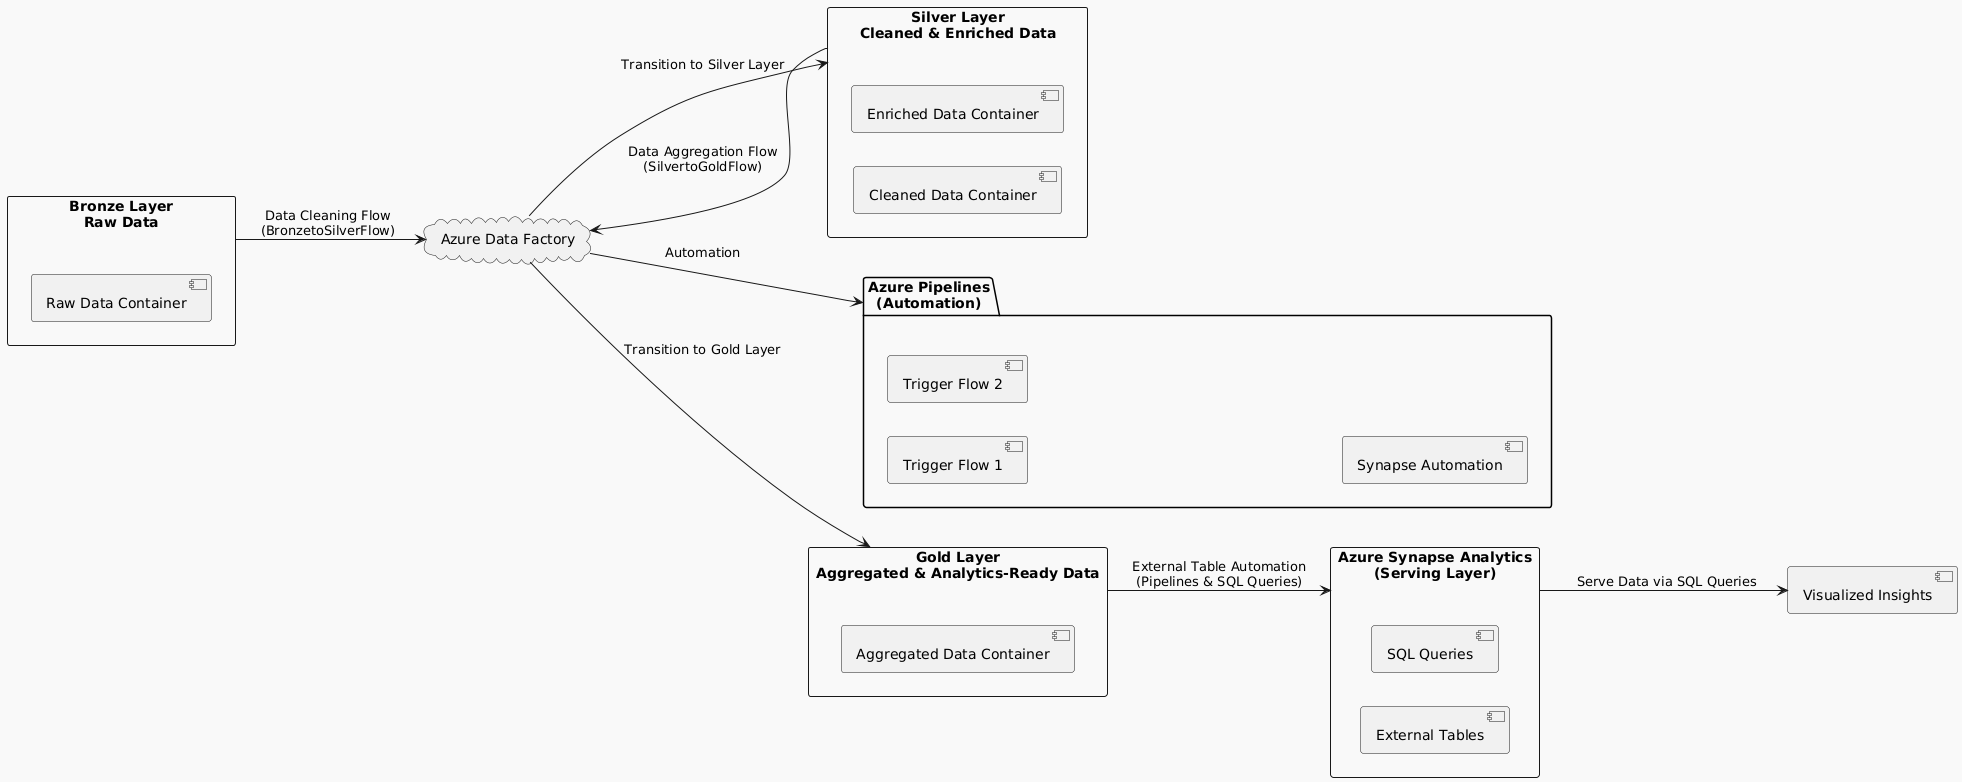 Silver Layer
Cleaned & Enriched Data
Transition to Silver Layer
Enriched Data Container
Data Aggregation Flow
(SilvertoGoldFlow)
Cleaned Data Container
Bronze Layer
Raw Data
Data Cleaning Flow
(BronzetoSilverFlow)
Azure Data Factory
Raw Data Container
Automation
Azure Pipelines
(Automation)
Transition to Gold Layer
Trigger Flow 2
Trigger Flow 1
Synapse Automation
Gold Layer
Aggregated & Analytics-Ready Data
External Table Automation
(Pipelines & SQL Queries)
Azure Synapse Analytics
(Serving Layer)
Serve Data via SQL Queries
Visualized Insights
Aggregated Data Container
SQL Queries
External Tables